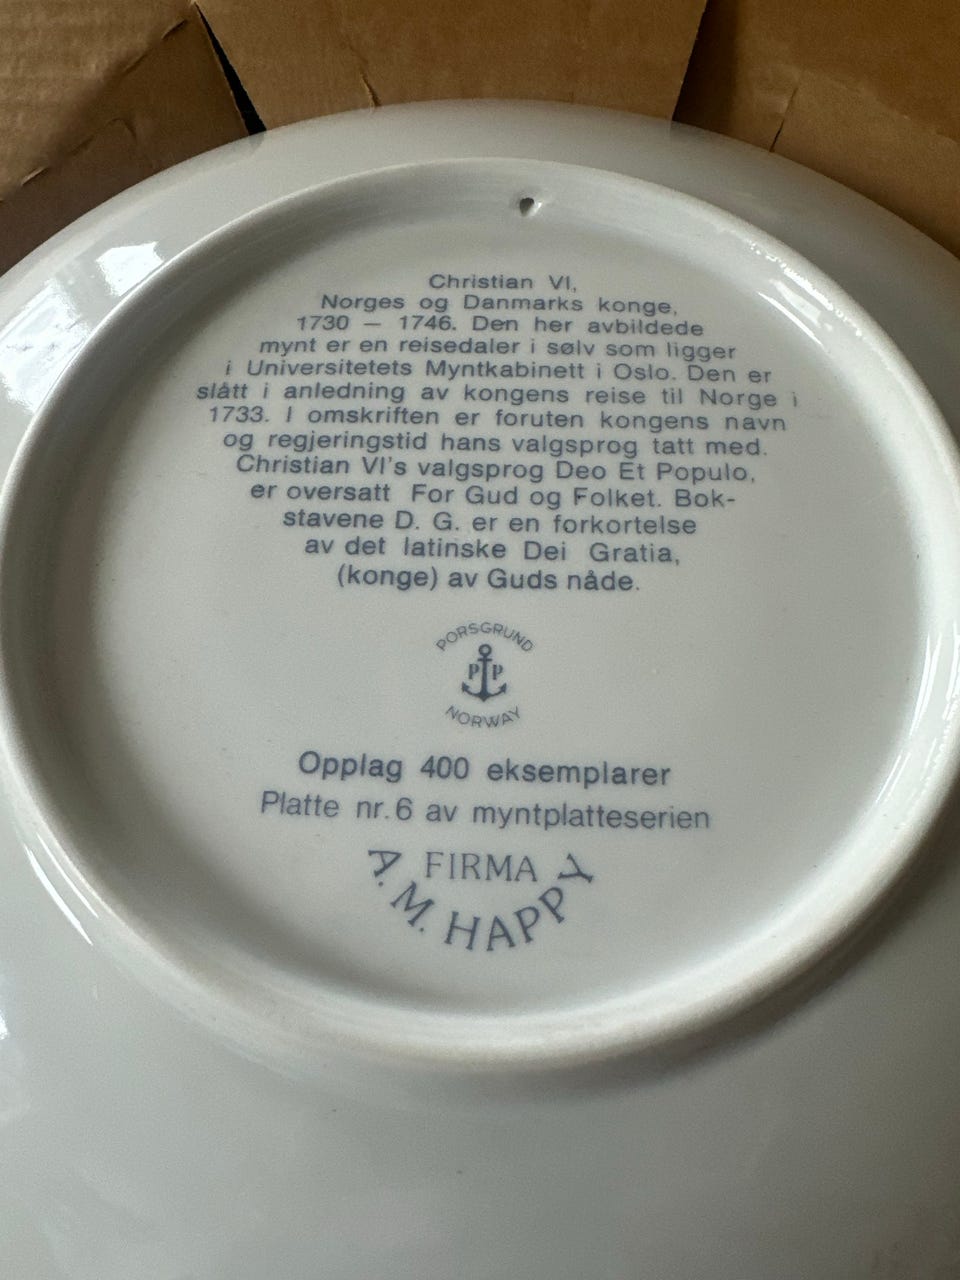 Christian VI,
Norges og Danmarks konge,
1730 – 1746. Den her avbildede
mynt er en reisedaler i sølv som ligger
i Universitetets Myntkabinett i Oslo. Den er
slått i anledning av kongens reise til Norge i
1733. I omskriften er foruten kongens navn
og regjeringstid hans valgsprog tatt med.
Christian VI's valgsprog Deo Et Populo,
er oversatt For Gud og Folket. Bok-
stavene D. G. er en forkortelse
av det latinske Dei Gratia,
(konge) av Guds nåde.
PORSGRUND
P P
NORWAY
Opplag 400 eksemplarer
Platte nr. 6 av myntplatteserien
FIRMA
A. M. HAPPY